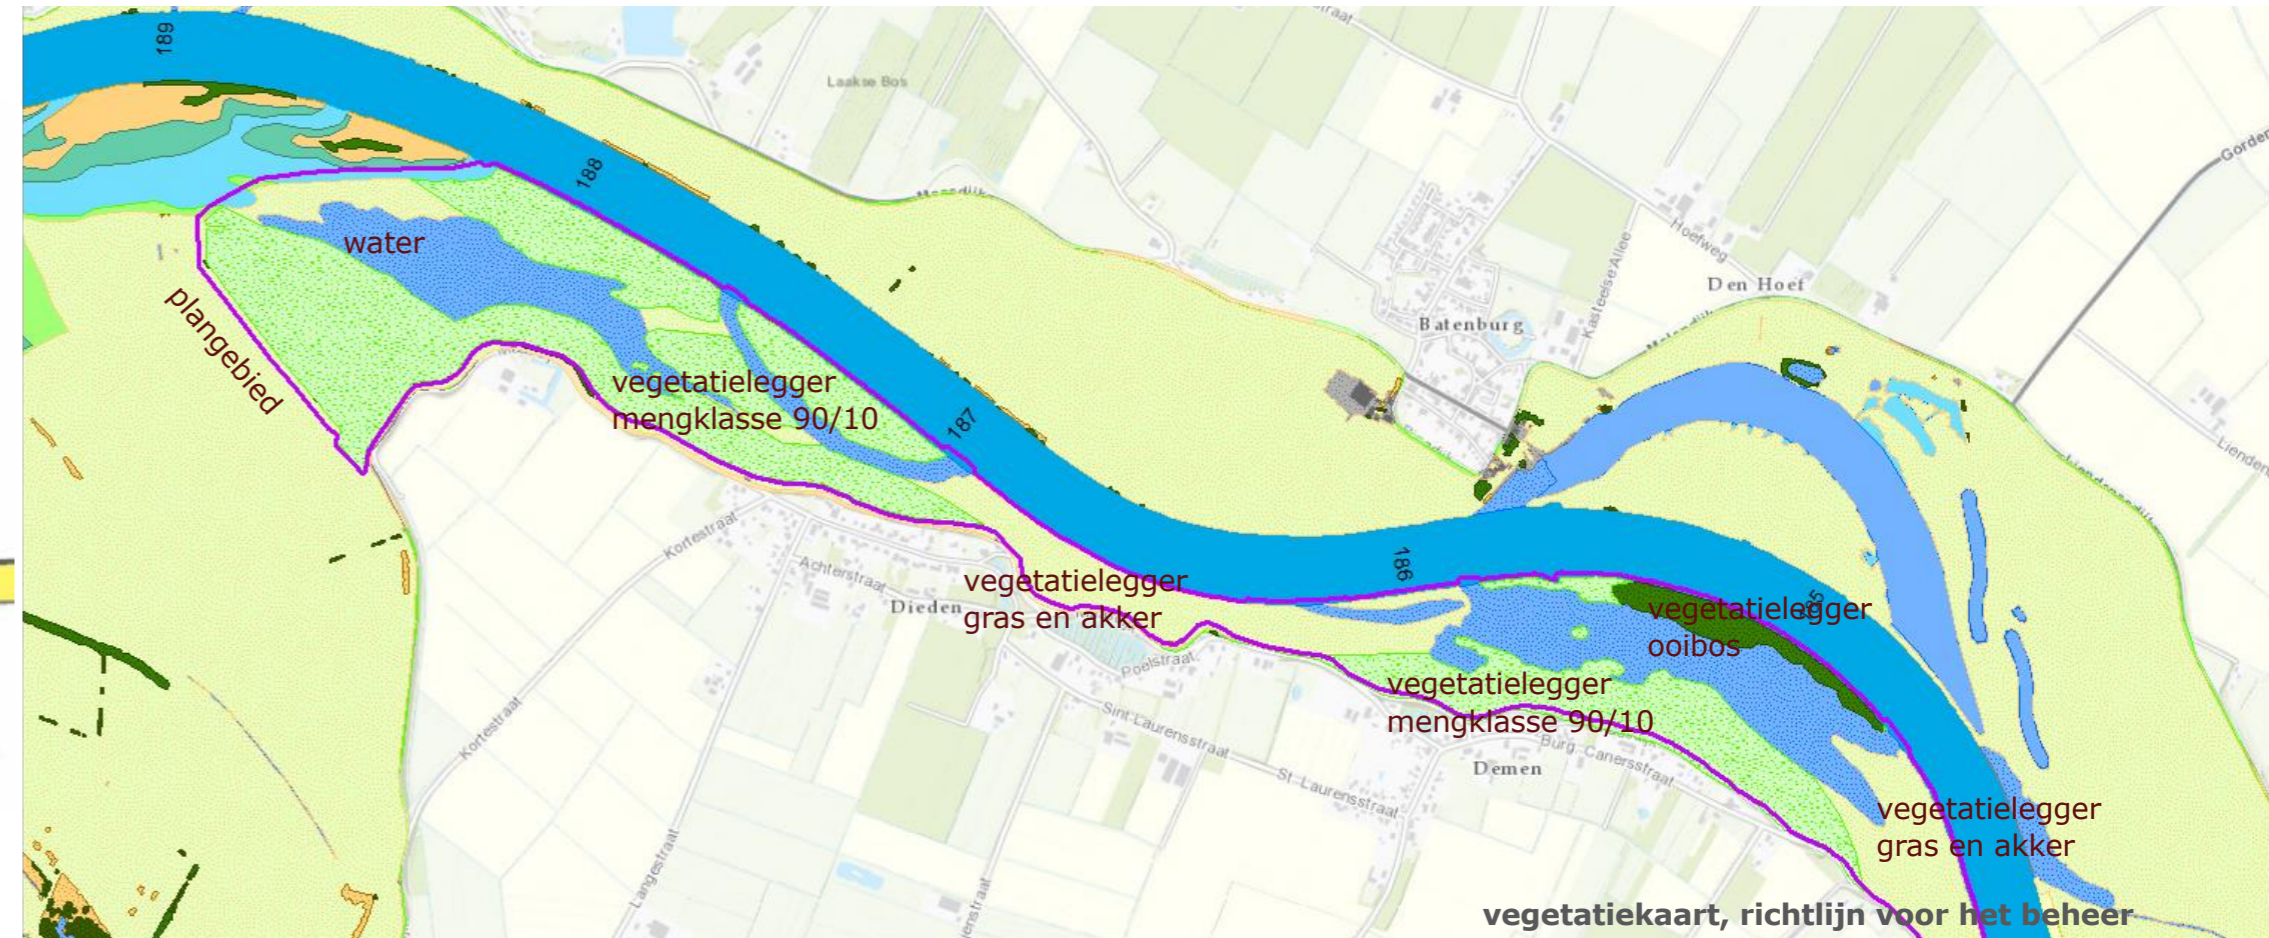 189
Laakse Bos
188
Gorden
Hoefweg
Kasteelse Allee
Den Hoef
Batenburg
water
plangebied
vegetatielegger
mengklasse 90/10
187
Kortestraat
Achterstraat
Dieden
vegetatielegger
gras en akker
186
vegetatielegger
ooibos
Poelstraat
vegetatielegger
mengklasse 90/10
Sint Laurensstraat
Kortestraat
Burg. Canersstraat
Demen
St. Laurensstraat
vegetatielegger
gras en akker
Langestraat
vegetatiekaart, richtlijn voor het beheer